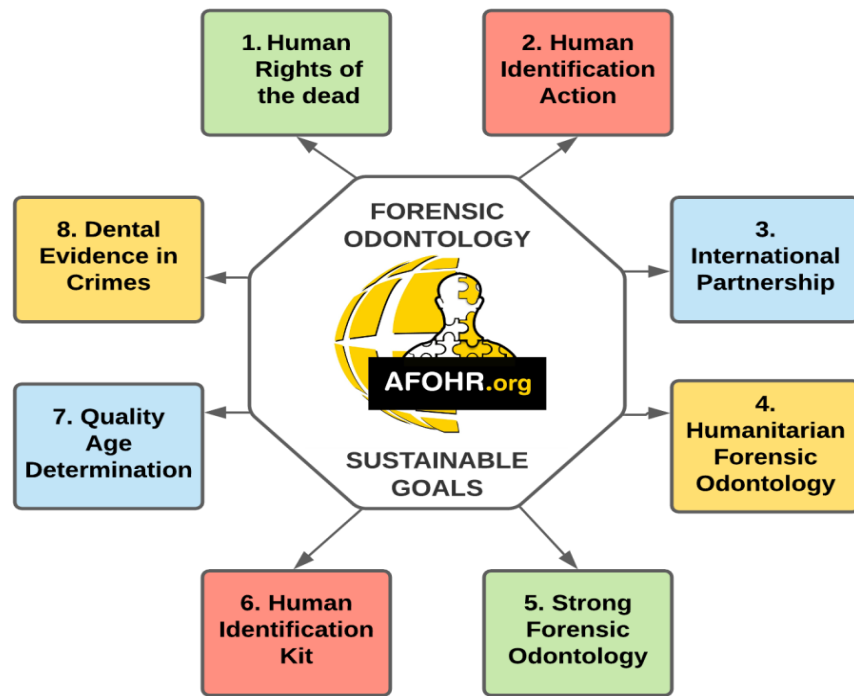 1. Human
Rights of
the dead
2. Human
Identification
Action
3.
International
Partnership
4.
Humanitarian
Forensic
Odontology
5. Strong
Forensic
Odontology
6. Human
Identification
Kit
7. Quality
Age
Determination
8. Dental
Evidence in
Crimes
FORENSIC
ODONTOLOGY
AFOHR.org
SUSTAINABLE
GOALS